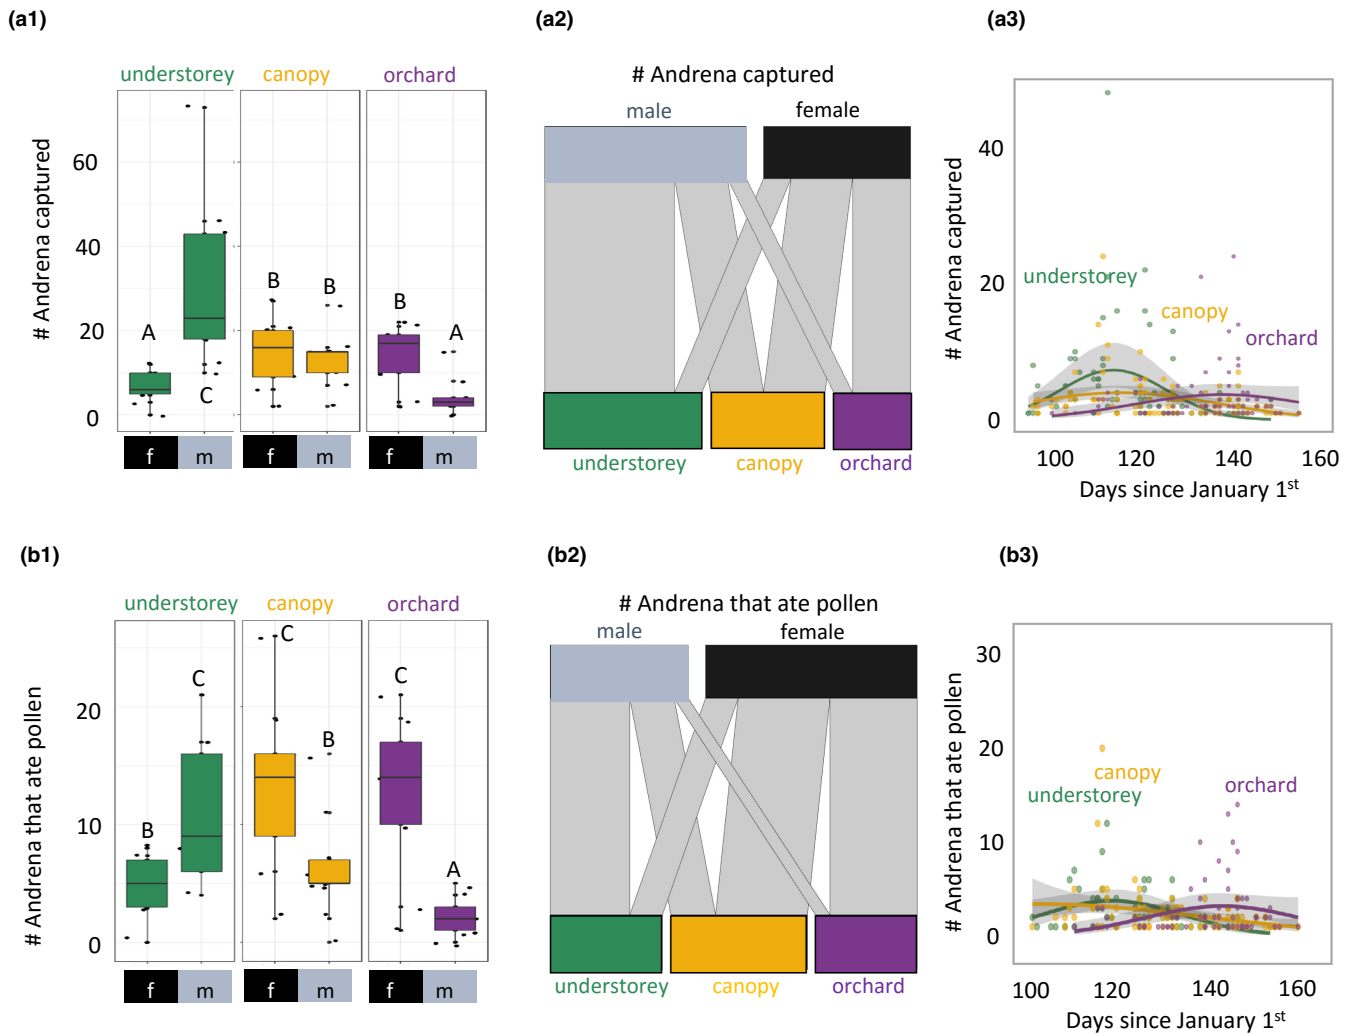 (a1)
(a2)
(a3)
understorey canopy orchard
# Andrena captured
60
40
20
0
A
C
B
B
B
A
f m f m f m
# Andrena captured
male female
understorey canopy orchard
# Andrena captured
40
20
0
understorey
canopy
orchard
100 120 140 160
Days since January 1st
(b1)
(b2)
(b3)
understorey canopy orchard
# Andrena that ate pollen
20
10
0
B
C
C
B
C
A
f m f m f m
# Andrena that ate pollen
male female
understorey canopy orchard
# Andrena that ate pollen
30
20
10
0
canopy
understorey
orchard
100 120 140 160
Days since January 1st